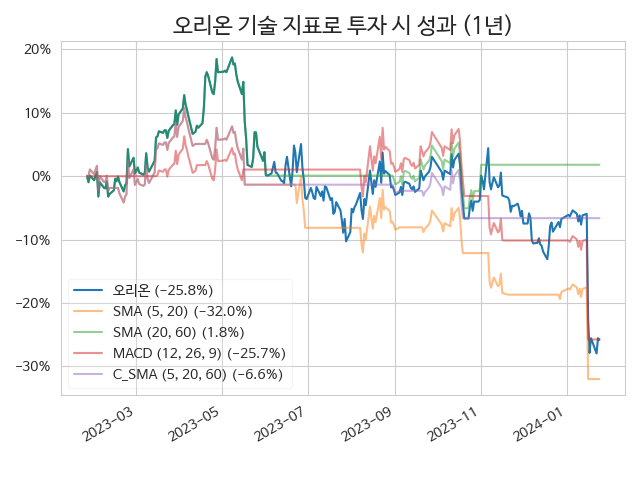 오리온 기술 지표로 투자 시 성과 (1년)
20%
10%
0%
−10%
−20%
−30%
오리온 (−25.8%)
SMA (5, 20) (−32.0%)
SMA (20, 60) (1.8%)
MACD (12, 26, 9) (−25.7%)
C_SMA (5, 20, 60) (−6.6%)
2023−03
2023−05
2023−07
2023−09
2023−11
2024−01